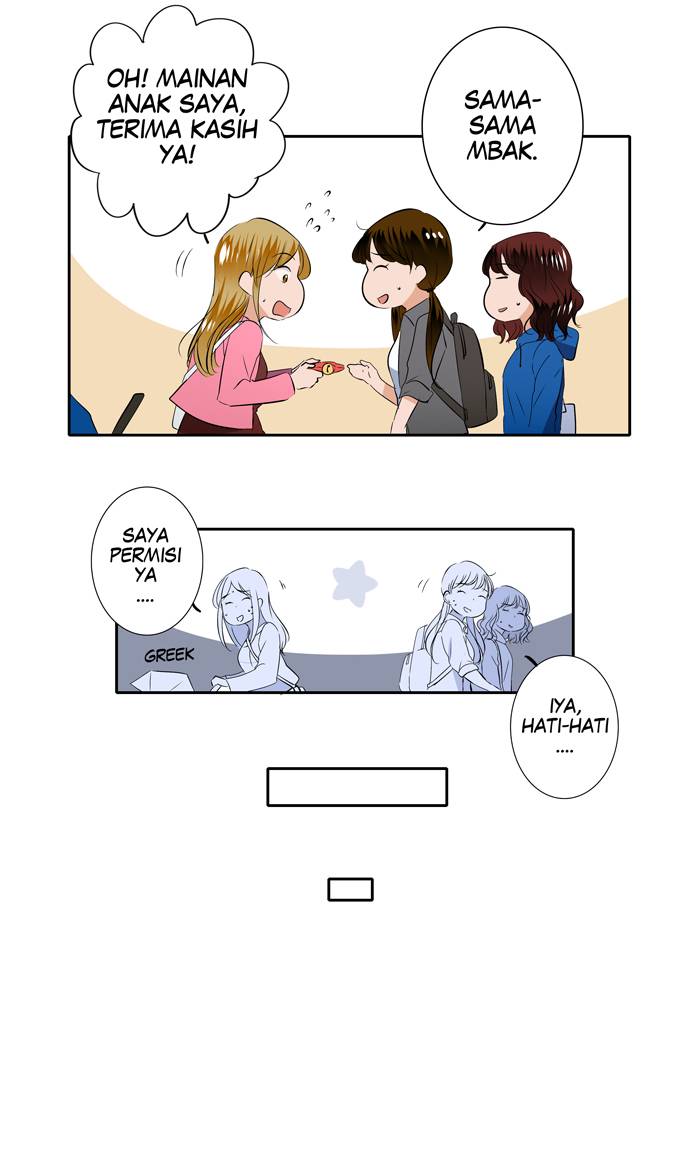 OH! MAINAN
ANAK SAYA,
TERIMA KASIH
YA!
SAMA-
SAMA
MBAK.
SAYA
PERMISI
YA
....
GREEK
IYA,
HATI-HATI
....